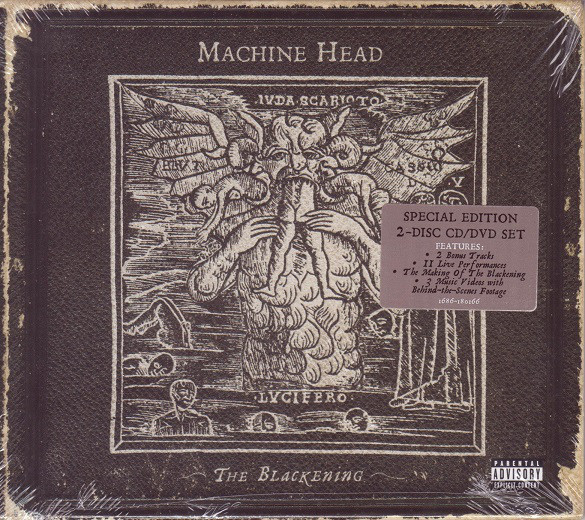 MACHINE HEAD
IVDA·SCARIOTO
SPECIAL EDITION
2-DISC CD/DVD SET
FEATURES:
• 2 Bonus Tracks
• 11 Live Performances
• The Making Of The Blackening
• 3 Music Videos with
Behind-the-Scenes Footage
1686-180166
·LVCIFERO·
THE BLACKENING
PARENTAL
ADVISORY
EXPLICIT CONTENT